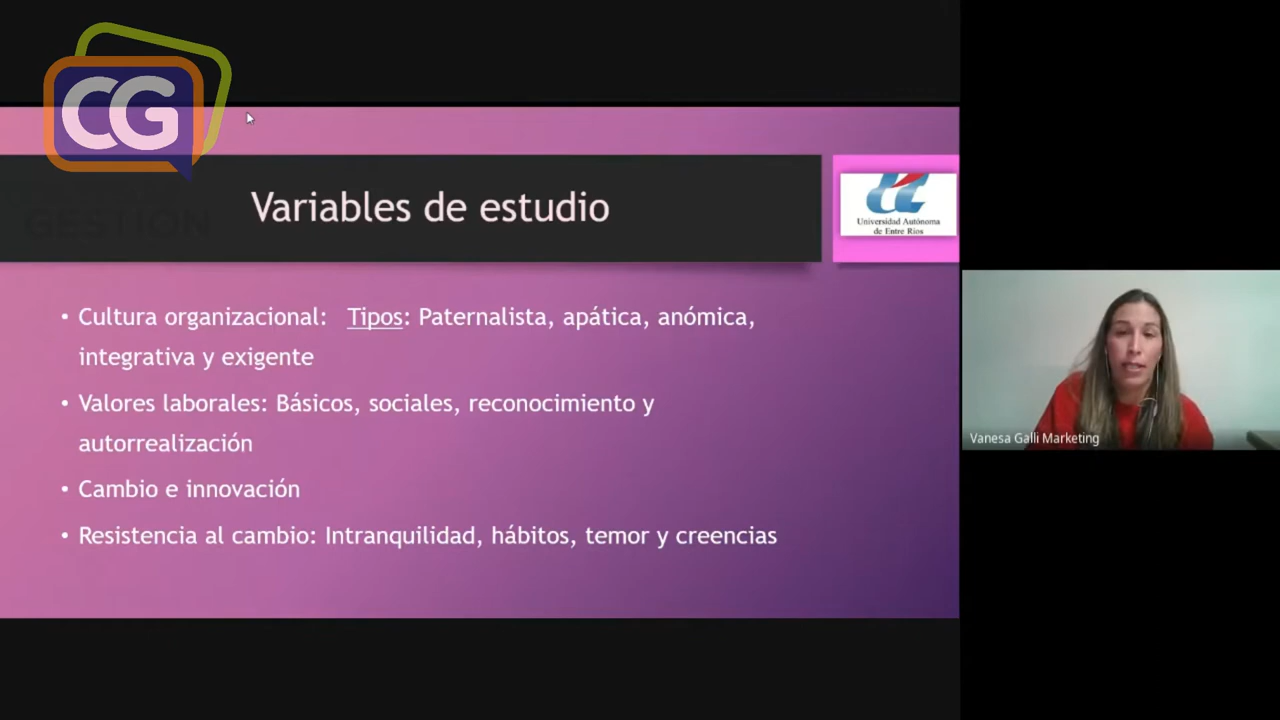 CG
Variables de estudio
Universidad Autónoma
de Entre Ríos
• Cultura organizacional: Tipos: Paternalista, apática, anómica,
integrativa y exigente
• Valores laborales: Básicos, sociales, reconocimiento y
autorrealización
• Cambio e innovación
• Resistencia al cambio: Intranquilidad, hábitos, temor y creencias
Vanesa Galli Marketing